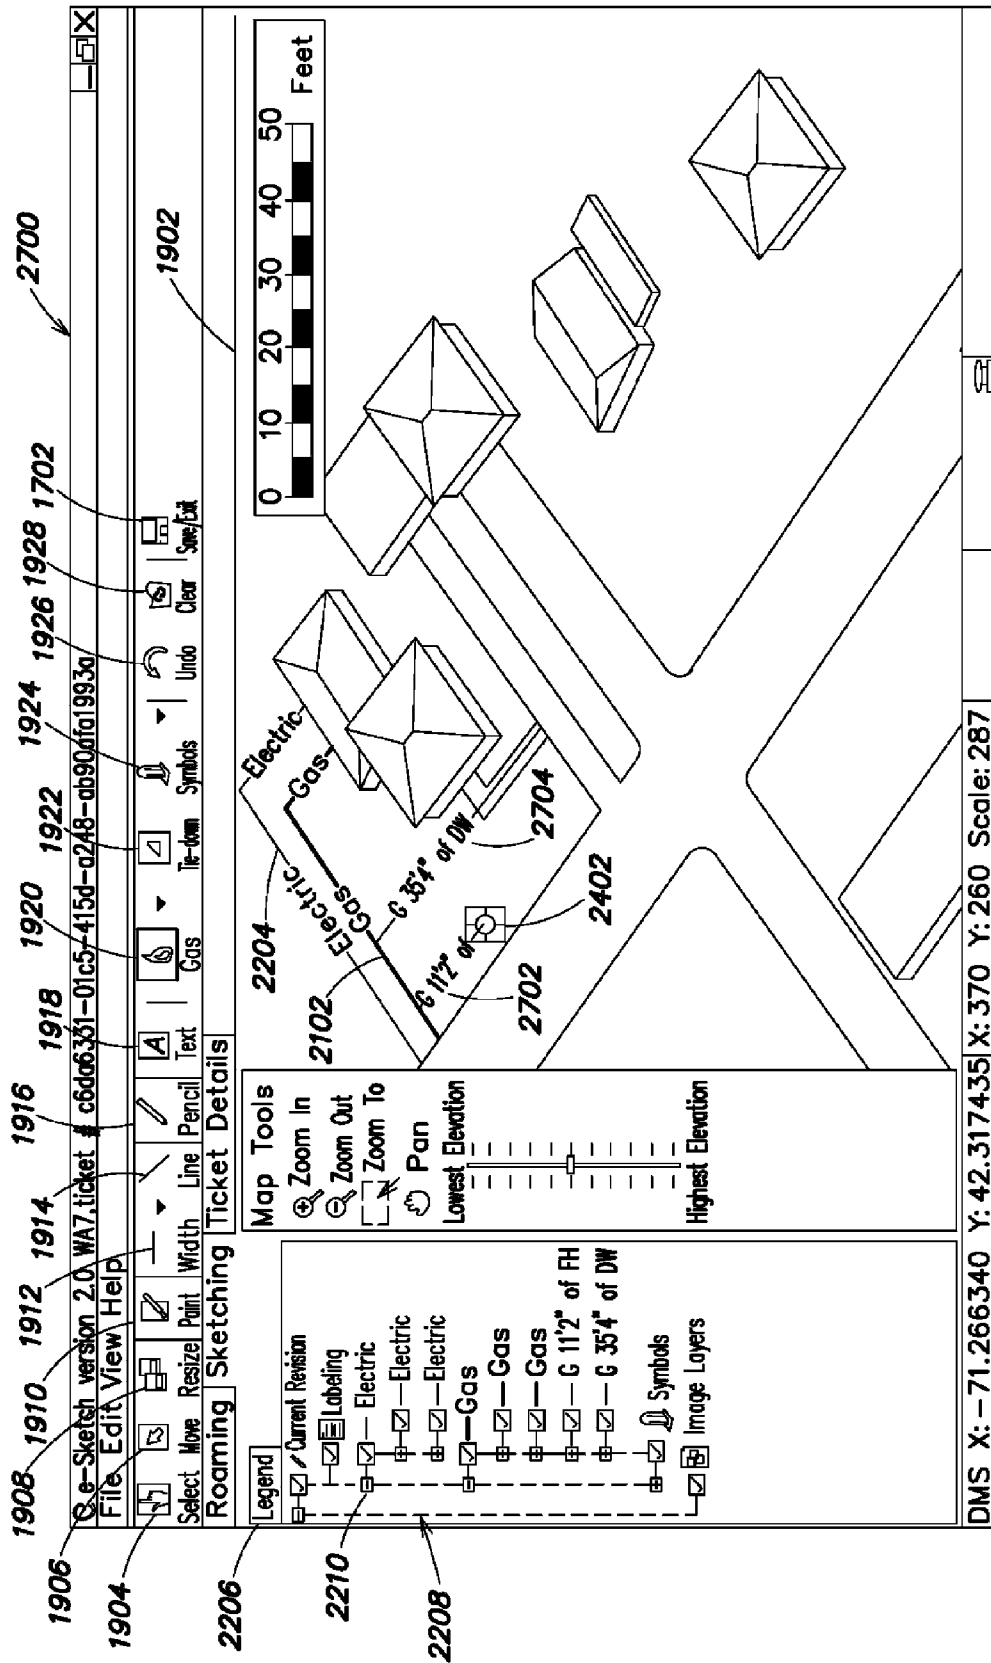 2700
1902
1904
1906
1908
1910
1912
1914
1916
1918
1920
1922
1924
1926
1928
1702
e-Sketch version 2.0 WA7, ticket # c6da6331-01c5-415d-a248-ab90dfa1993a
File Edit View Help
Select Move Resize Paint Width Line Pencil Text Gas Tie-down Symbols Undo Clear Save/Exit
Roaming Sketching Ticket Details
2206
Legend
Current Revision
Labeling
Electric
Electric
Electric
Gas
Gas
Gas
G 11'2" of FH
G 35'4" of DW
Symbols
Image Layers
2210
2208
Map Tools
Zoom In
Zoom Out
Zoom To
Pan
Lowest Elevation
Highest Elevation
0 10 20 30 40 50
Feet
2204
Electric
Electric
2102
Gas
Gas
G 35'4" of DW
G 11'2" of
2702
2402
2704
DMS X: -71.266340 Y: 42.317435 X: 370 Y: 260 Scale: 287